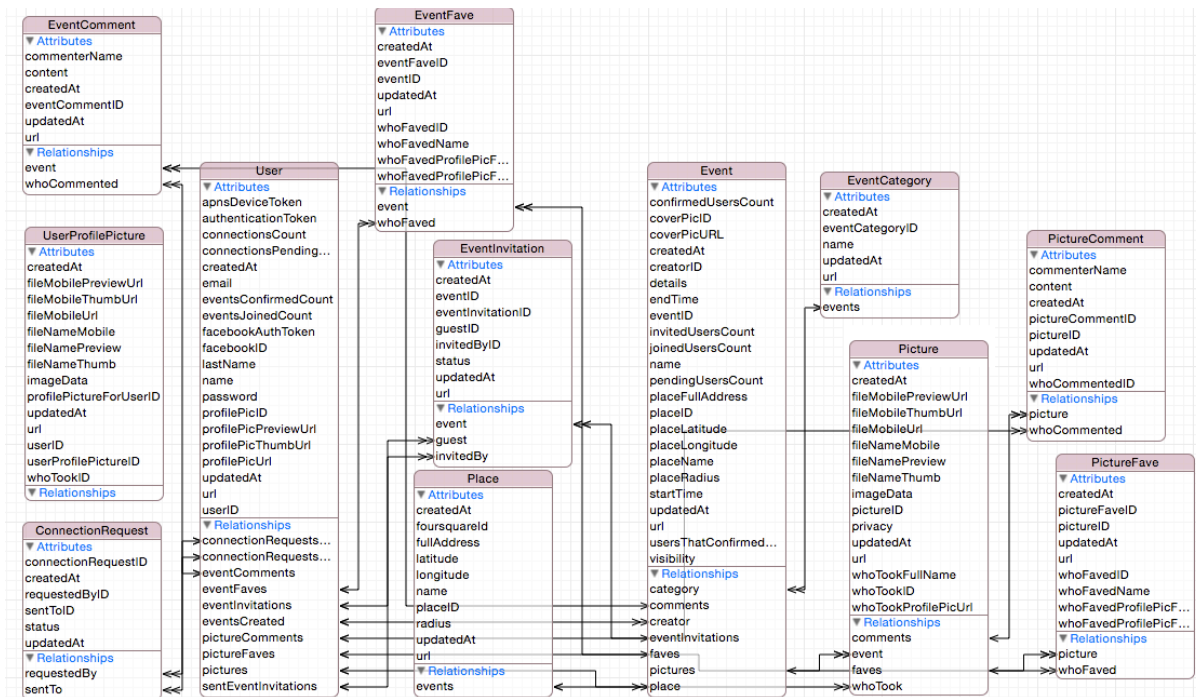 EventComment
Attributes
commenterName
content
createdAt
eventCommentID
updatedAt
url
Relationships
event
whoCommented
UserProfilePicture
Attributes
createdAt
fileMobilePreviewUrl
fileMobileThumbUrl
fileMobileUrl
fileNameMobile
fileNamePreview
fileNameThumb
imageData
profilePictureForUserID
updatedAt
url
userID
userProfilePictureID
whoTookID
Relationships
ConnectionRequest
Attributes
connectionRequestID
createdAt
requestedByID
sentToID
status
updatedAt
Relationships
requestedBy
sentTo
User
Attributes
apnsDeviceToken
authenticationToken
connectionsCount
connectionsPending...
createdAt
email
eventsConfirmedCount
eventsJoinedCount
facebookAuthToken
facebookID
lastName
name
password
profilePicID
profilePicPreviewUrl
profilePicThumbUrl
profilePicUrl
updatedAt
url
userID
Relationships
connectionRequests...
connectionRequests...
eventComments
eventFaves
eventInvitations
eventsCreated
pictureComments
pictureFaves
pictures
sentEventInvitations
EventFave
Attributes
createdAt
eventFaveID
eventID
updatedAt
url
whoFavedID
whoFavedName
whoFavedProfilePicF...
whoFavedProfilePicF...
Relationships
event
whoFaved
EventInvitation
Attributes
createdAt
eventID
eventInvitationID
guestID
invitedByID
status
updatedAt
url
Relationships
event
guest
invitedBy
Place
Attributes
createdAt
foursquareId
fullAddress
latitude
longitude
name
placeID
radius
updatedAt
url
Relationships
events
Event
Attributes
confirmedUsersCount
coverPicID
coverPicURL
createdAt
creatorID
details
endTime
eventID
invitedUsersCount
joinedUsersCount
name
pendingUsersCount
placeFullAddress
placeID
placeLatitude
placeLongitude
placeName
placeRadius
startTime
updatedAt
url
usersThatConfirmed...
visibility
Relationships
category
comments
creator
eventInvitations
faves
pictures
place
EventCategory
Attributes
createdAt
eventCategoryID
name
updatedAt
url
Relationships
events
Picture
Attributes
createdAt
fileMobilePreviewUrl
fileMobileThumbUrl
fileMobileUrl
fileNameMobile
fileNamePreview
fileNameThumb
imageData
pictureID
privacy
updatedAt
url
whoTookFullName
whoTookID
whoTookProfilePicUrl
Relationships
comments
event
faves
whoTook
PictureComment
Attributes
commenterName
content
createdAt
pictureCommentID
pictureID
updatedAt
url
whoCommentedID
Relationships
picture
whoCommented
PictureFave
Attributes
createdAt
pictureFaveID
pictureID
updatedAt
url
whoFavedID
whoFavedName
whoFavedProfilePicF...
whoFavedProfilePicF...
Relationships
picture
whoFaved